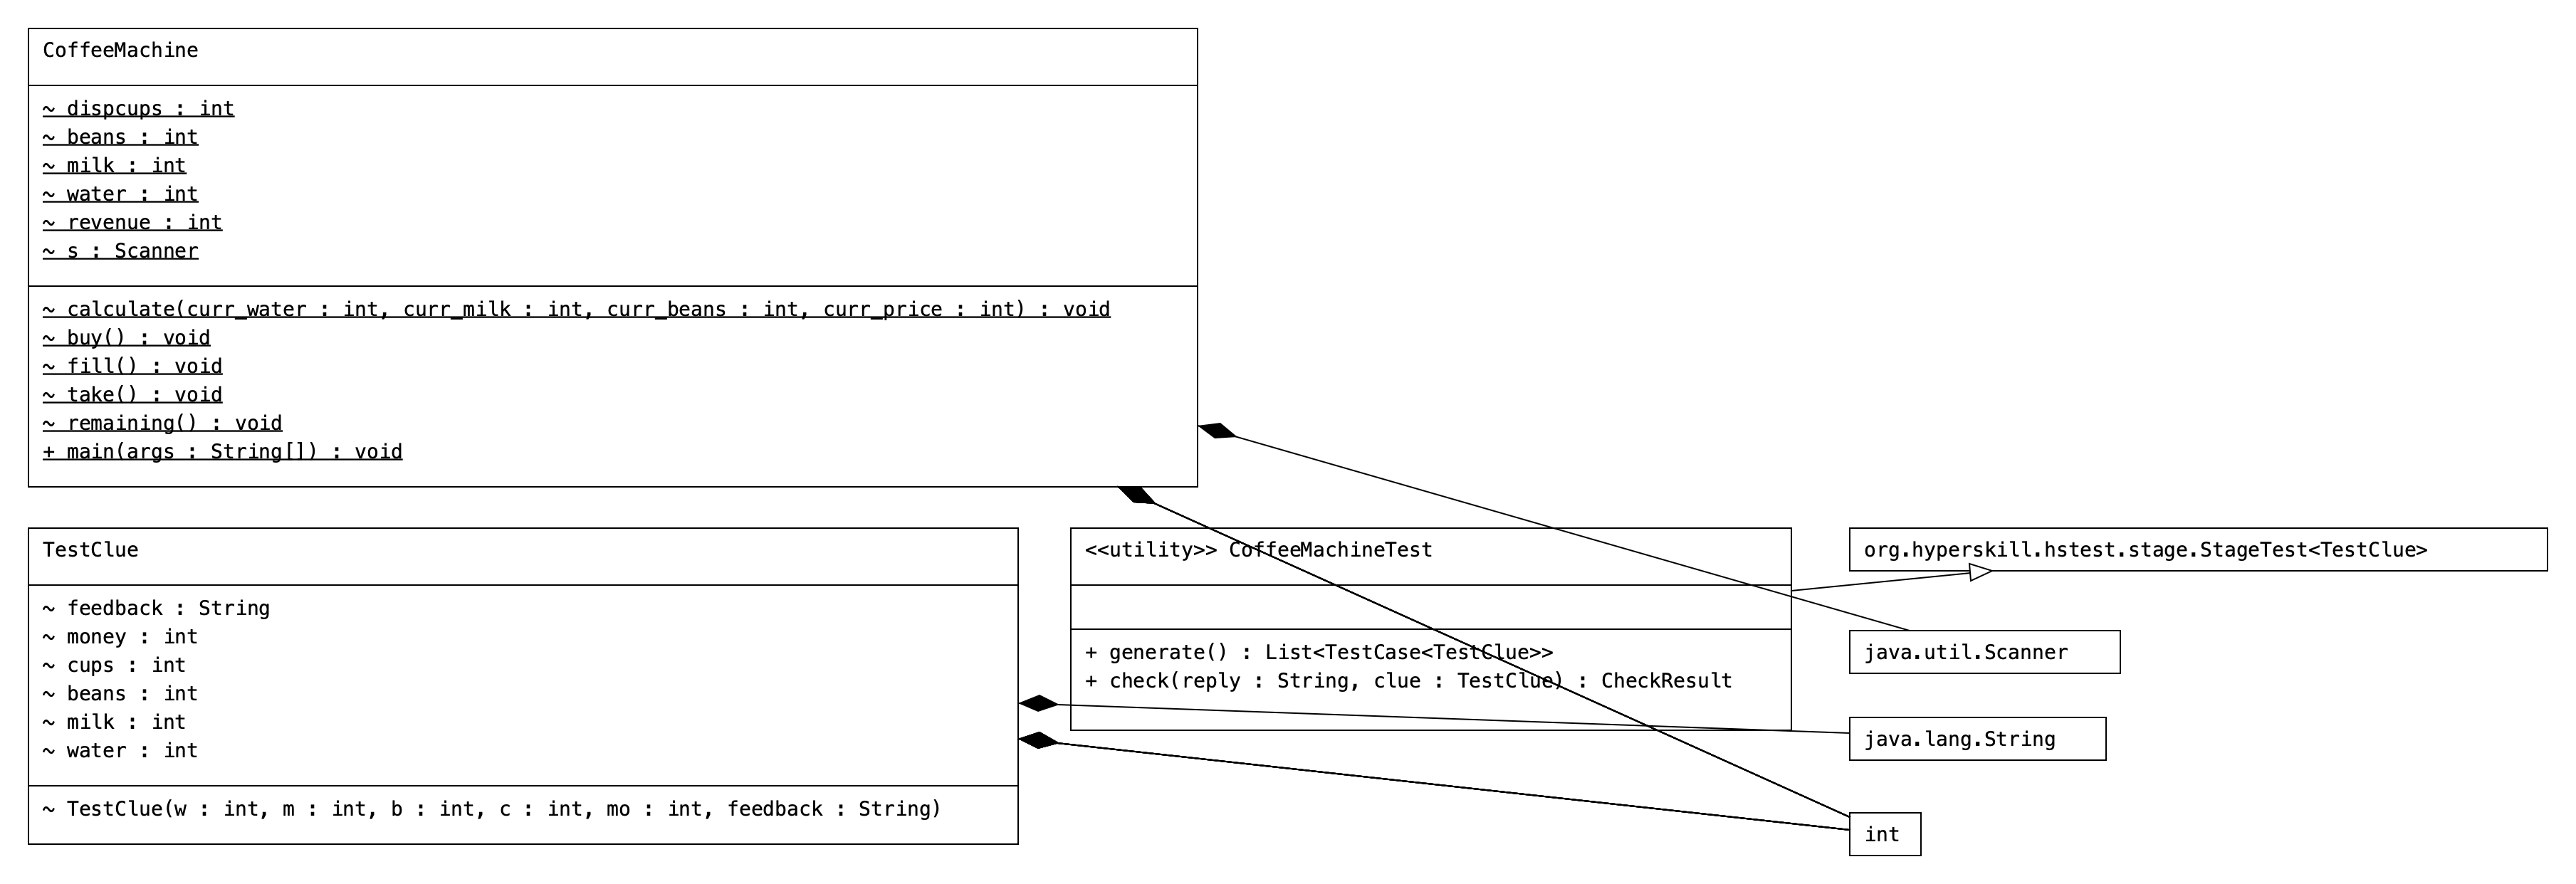 CoffeeMachine
~ dispcups : int
~ beans : int
~ milk : int
~ water : int
~ revenue : int
~ s : Scanner
~ calculate(curr_water : int, curr_milk : int, curr_beans : int, curr_price : int) : void
~ buy() : void
~ fill() : void
~ take() : void
~ remaining() : void
+ main(args : String[]) : void
TestClue
~ feedback : String
~ money : int
~ cups : int
~ beans : int
~ milk : int
~ water : int
~ TestClue(w : int, m : int, b : int, c : int, mo : int, feedback : String)
<<utility>> CoffeeMachineTest
+ generate() : List<TestCase<TestClue>>
+ check(reply : String, clue : TestClue) : CheckResult
org.hyperskill.hstest.stage.StageTest<TestClue>
java.util.Scanner
java.lang.String
int